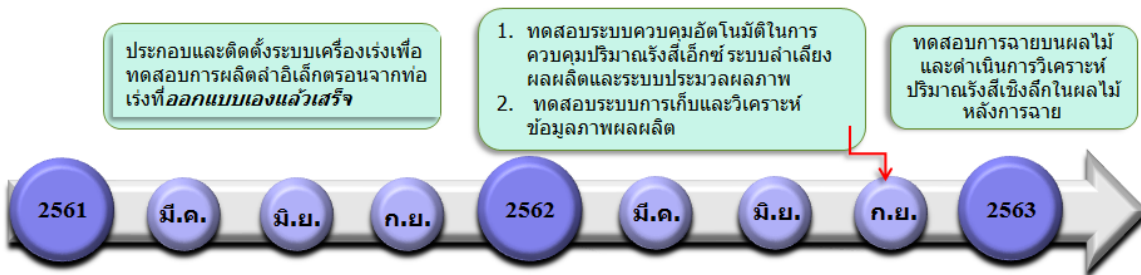 ประกอบและติดตั้งระบบเครื่องเร่งเพื่อ
ทดสอบการผลิตลำอิเล็กตรอนจากท่อ
เร่งที่ออกแบบเองแล้วเสร็จ
1. ทดสอบระบบควบคุมอัตโนมัติในการ
ควบคุมปริมาณรังสีเอ็กซ์ ระบบลำเลียง
ผลผลิตและระบบประมวลผลภาพ
2. ทดสอบระบบการเก็บและวิเคราะห์
ข้อมูลภาพผลผลิต
ทดสอบการฉายบนผลไม้
และดำเนินการวิเคราะห์
ปริมาณรังสีเชิงลึกในผลไม้
หลังการฉาย
2561 มี.ค. มิ.ย. ก.ย. 2562 มี.ค. มิ.ย. ก.ย. 2563